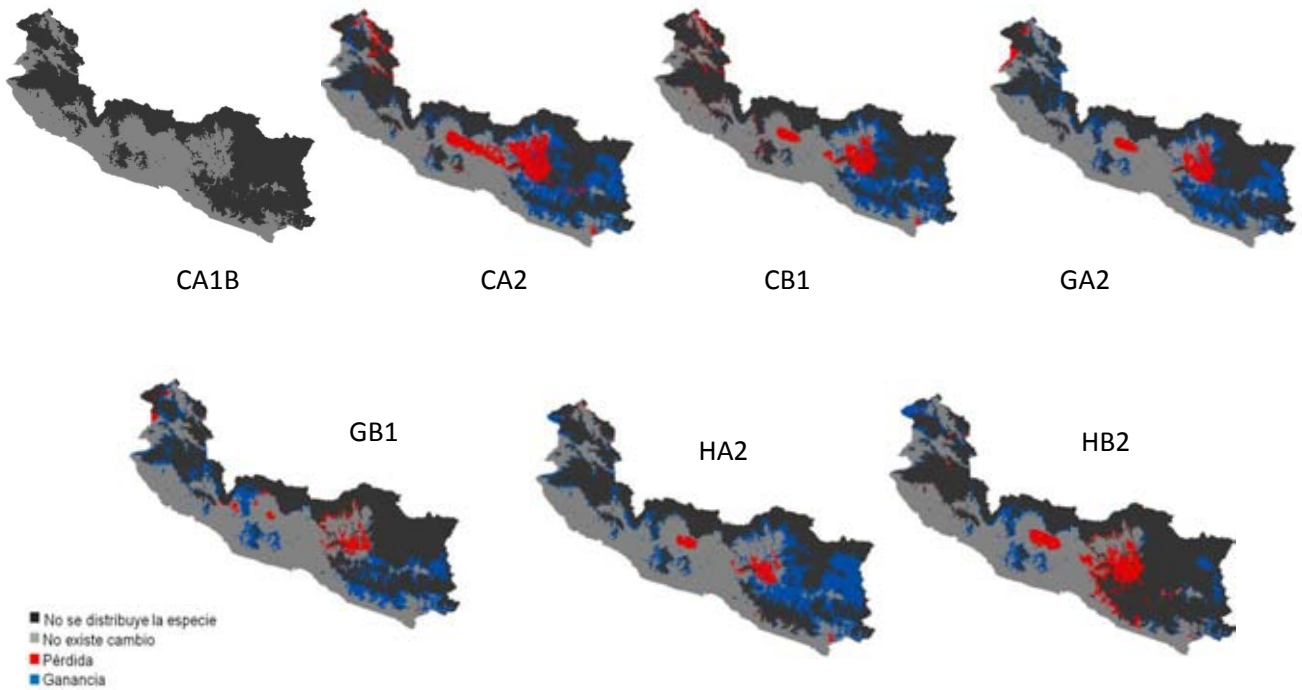 CA1B
CA2
CB1
GA2
GB1
HA2
HB2
No se distribuye la especie
No existe cambio
Pérdida
Ganancia